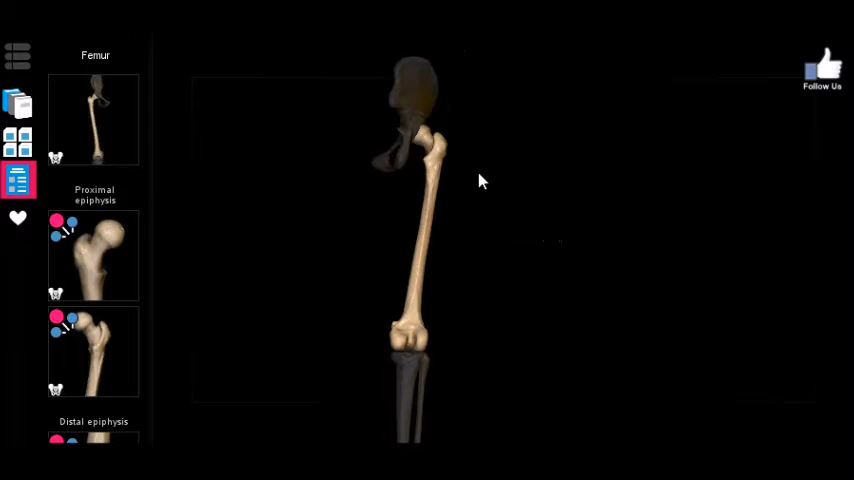 Femur
Proximal
epiphysis
Distal epiphysis
Follow Us